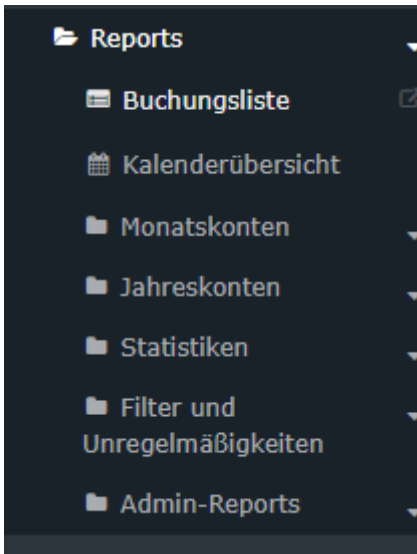 Reports
Buchungsliste
Kalenderübersicht
Monatskonten
Jahreskonten
Statistiken
Filter und
Unregelmäßigkeiten
Admin-Reports